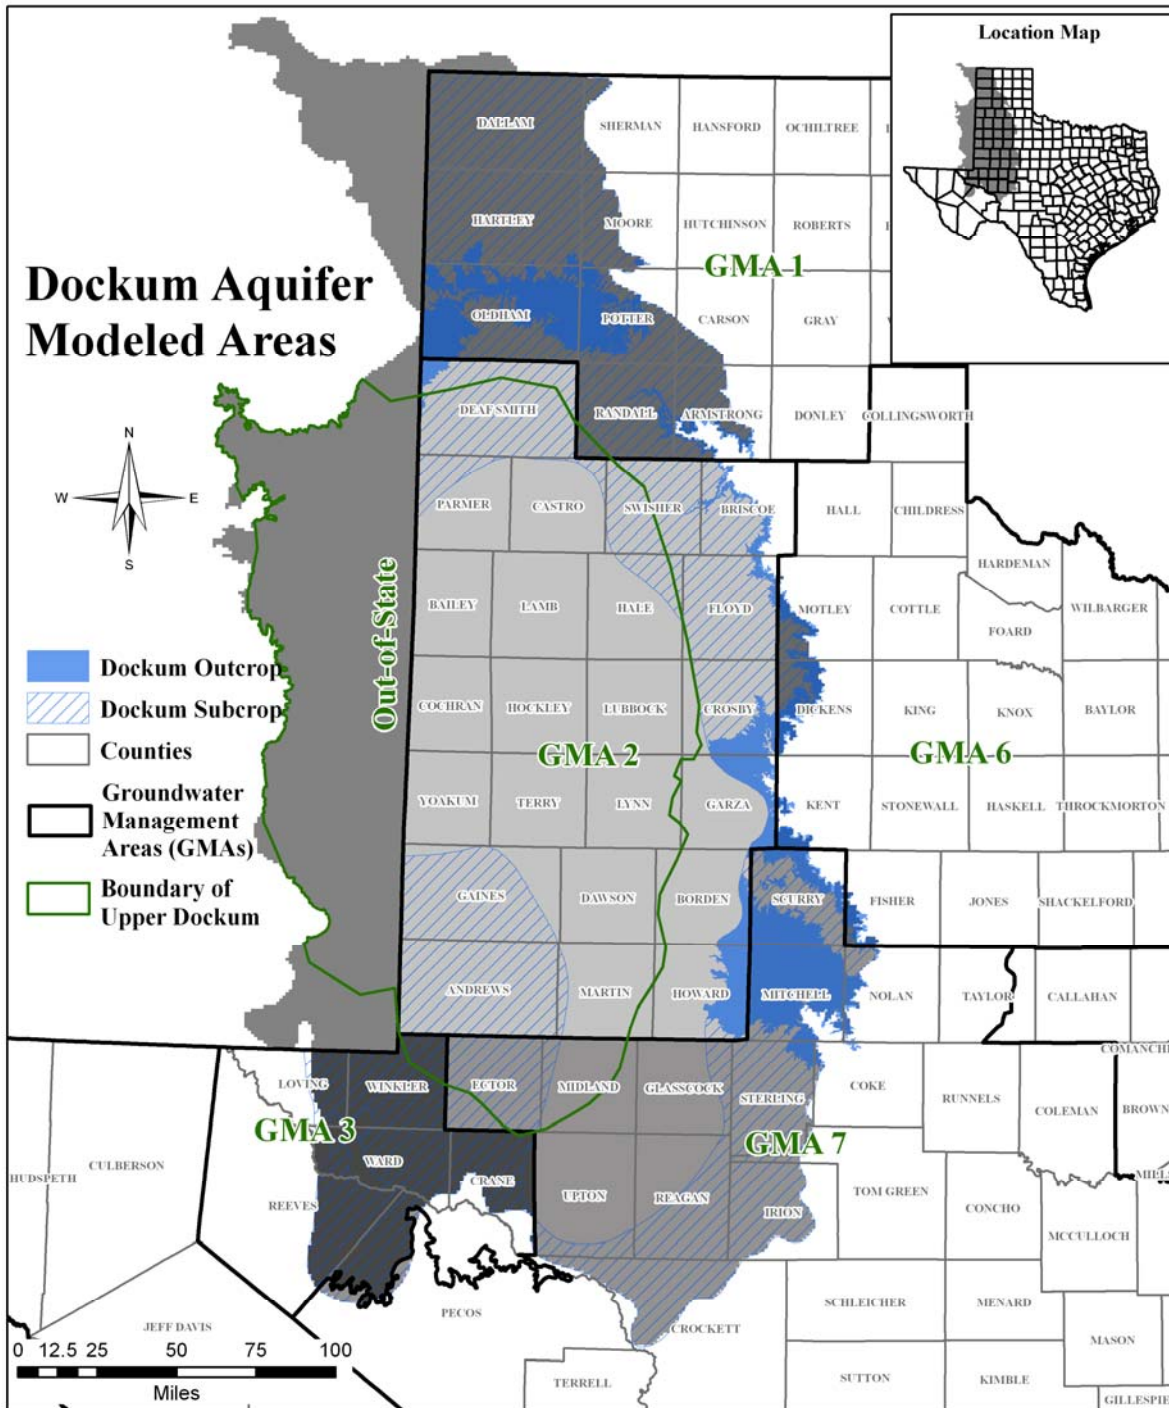 Location Map
DALLAM
SHERMAN
HANSFORD
OCHILTREE
HARTLEY
MOORE
HUTCHINSON
ROBERTS
GMA 1
Dockum Aquifer
Modeled Areas
OLDHAM
POTTER
CARSON
GRAY
DEAF SMITH
RANDALL
ARMSTRONG
DONLEY
COLLINGSWORTH
N
W
E
S
PARMER
CASTRO
SWISHER
BRISCOE
HALL
CHILDRESS
HARDEMAN
BAILEY
LAMB
HALE
FLOYD
MOTLEY
COTTLE
WILBARGER
FOARD
Out-of-State
Dockum Outcrop
Dockum Subcrop
Counties
Groundwater
Management
Areas (GMAs)
Boundary of
Upper Dockum
COCHRAN
HOCKLEY
LUBBOCK
CROSBY
DICKENS
KING
KNOX
BAYLOR
GMA 2
GMA 6
YOAKUM
TERRY
LYNN
GARZA
KENT
STONEWALL
HASKELL
THROCKMORTON
GAINES
DAWSON
BORDEN
SCURRY
FISHER
JONES
SHACKELFORD
ANDREWS
MARTIN
HOWARD
MITCHELL
NOLAN
TAYLOR
CALLAHAN
COMANCHE
LOVING
WINKLER
ECTOR
MIDLAND
GLASSCOCK
STERLING
COKE
RUNNELS
COLEMAN
BROWN
GMA 3
GMA 7
HUDSPETH
CULBERSON
WARD
CRANE
REEVES
UPTON
REAGAN
IRION
TOM GREEN
CONCHO
MCCULLOCH
PECOS
CROCKETT
SCHLEICHER
MENARD
JEFF DAVIS
MASON
TERRELL
SUTTON
KIMBLE
GILLESPIE
0 12.5 25 50 75 100
Miles